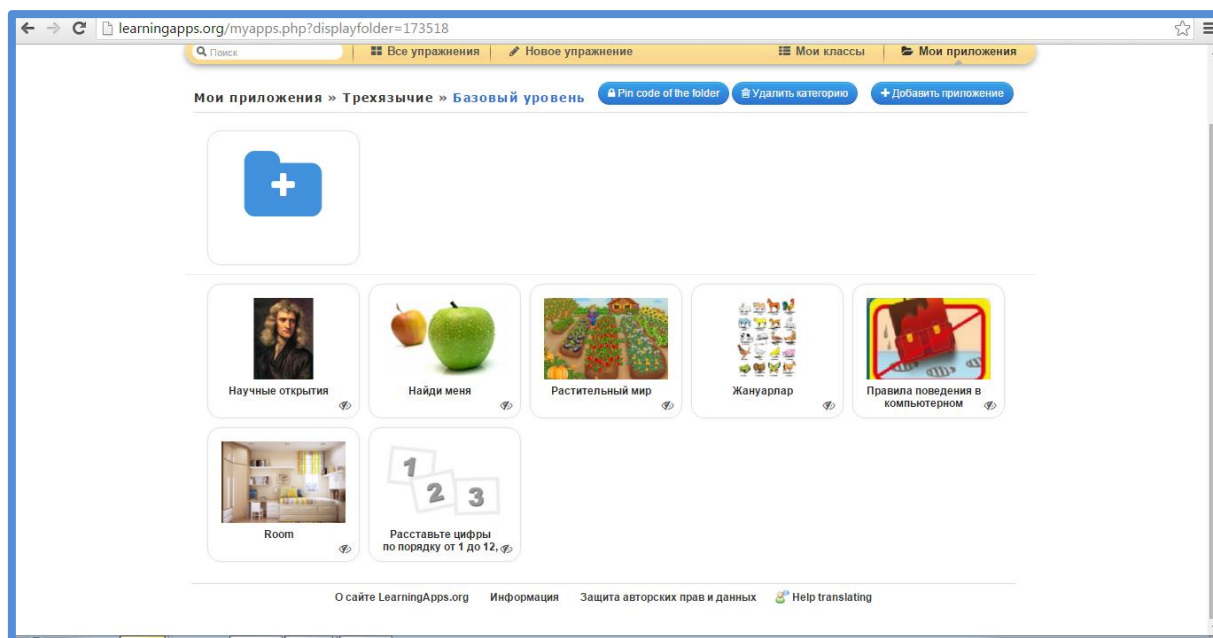 learningapps.org/myapps.php?displayfolder=173518
Поиск
Все упражнения
Новое упражнение
Мои классы
Мои приложения
Мои приложения » Трехязычие » Базовый уровень
Pin code of the folder
Удалить категорию
Добавить приложение
Научные открытия
Найди меня
Растительный мир
Жануарлар
Правила поведения в
компьютерном
Room
Расставьте цифры
по порядку от 1 до 12,
1
2
3
О сайте LearningApps.org
Информация
Защита авторских прав и данных
Help translating